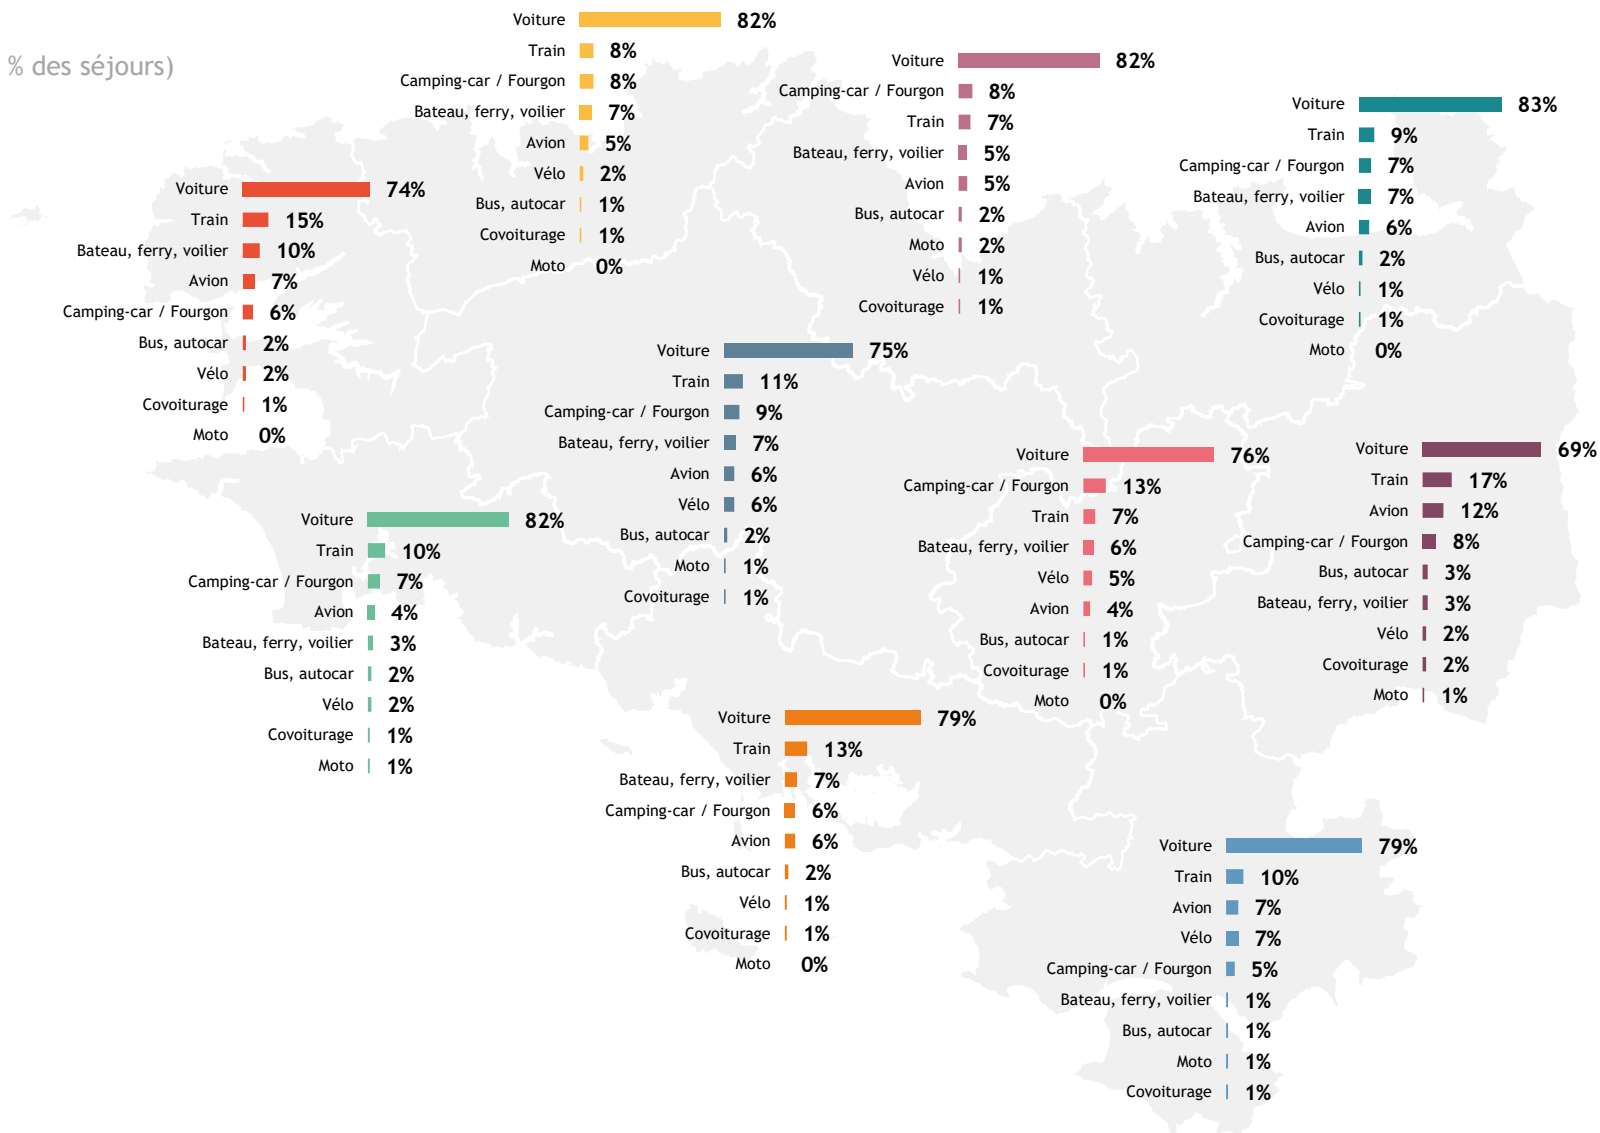 % des séjours)
Voiture 82%
Train 8%
Camping-car / Fourgon 8%
Bateau, ferry, voilier 7%
Avion 5%
Vélo 2%
Bus, autocar 1%
Covoiturage 1%
Moto 0%
Voiture 82%
Camping-car / Fourgon 8%
Train 7%
Bateau, ferry, voilier 5%
Avion 5%
Bus, autocar 2%
Moto 2%
Vélo 1%
Covoiturage 1%
Voiture 83%
Train 9%
Camping-car / Fourgon 7%
Bateau, ferry, voilier 7%
Avion 6%
Bus, autocar 2%
Vélo 1%
Covoiturage 1%
Moto 0%
Voiture 74%
Train 15%
Bateau, ferry, voilier 10%
Avion 7%
Camping-car / Fourgon 6%
Bus, autocar 2%
Vélo 2%
Covoiturage 1%
Moto 0%
Voiture 75%
Train 11%
Camping-car / Fourgon 9%
Bateau, ferry, voilier 7%
Avion 6%
Vélo 6%
Bus, autocar 2%
Moto 1%
Covoiturage 1%
Voiture 76%
Camping-car / Fourgon 13%
Train 7%
Bateau, ferry, voilier 6%
Vélo 5%
Avion 4%
Bus, autocar 1%
Covoiturage 1%
Moto 0%
Voiture 69%
Train 17%
Avion 12%
Camping-car / Fourgon 8%
Bus, autocar 3%
Bateau, ferry, voilier 3%
Vélo 2%
Covoiturage 2%
Moto 1%
Voiture 82%
Train 10%
Camping-car / Fourgon 7%
Avion 4%
Bateau, ferry, voilier 3%
Bus, autocar 2%
Vélo 2%
Covoiturage 1%
Moto 1%
Voiture 79%
Train 13%
Bateau, ferry, voilier 7%
Camping-car / Fourgon 6%
Avion 6%
Bus, autocar 2%
Vélo 1%
Covoiturage 1%
Moto 0%
Voiture 79%
Train 10%
Avion 7%
Vélo 7%
Camping-car / Fourgon 5%
Bateau, ferry, voilier 1%
Bus, autocar 1%
Moto 1%
Covoiturage 1%